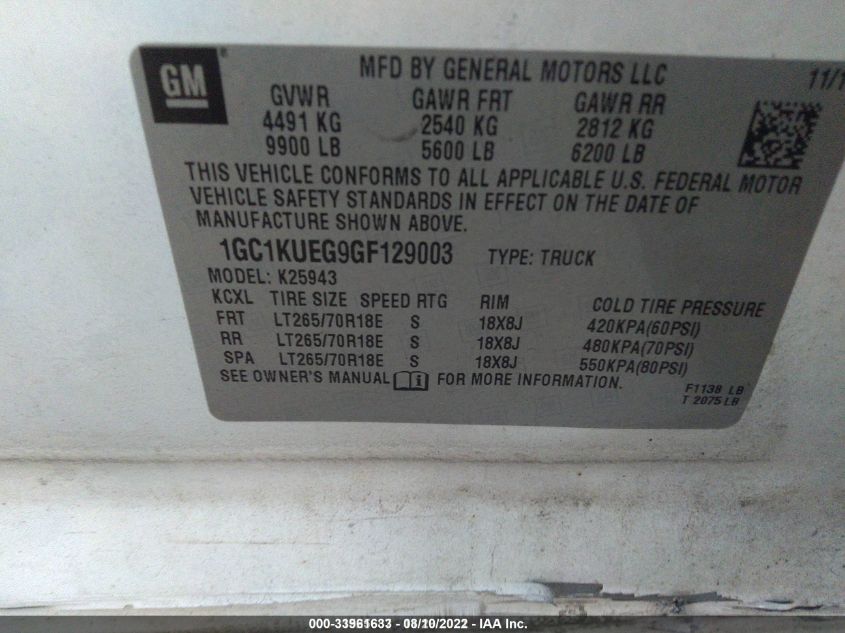 GM ®
MFD BY GENERAL MOTORS LLC 11/1
GVWR GAWR FRT GAWR RR
4491 KG 2540 KG 2812 KG
9900 LB 5600 LB 6200 LB
THIS VEHICLE CONFORMS TO ALL APPLICABLE U.S. FEDERAL MOTOR
VEHICLE SAFETY STANDARDS IN EFFECT ON THE DATE OF
MANUFACTURE SHOWN ABOVE.
1GC1KUEG9GF129003 TYPE: TRUCK
MODEL: K25943
KCXL TIRE SIZE SPEED RTG RIM COLD TIRE PRESSURE
FRT LT265/70R18E S 18X8J 420KPA(60PSI)
RR LT265/70R18E S 18X8J 480KPA(70PSI)
SPA LT265/70R18E S 18X8J 550KPA(80PSI)
SEE OWNER'S MANUAL FOR MORE INFORMATION.
F1138 LB
T 2075 LB
000-33961633 - 08/10/2022 - IAA Inc.